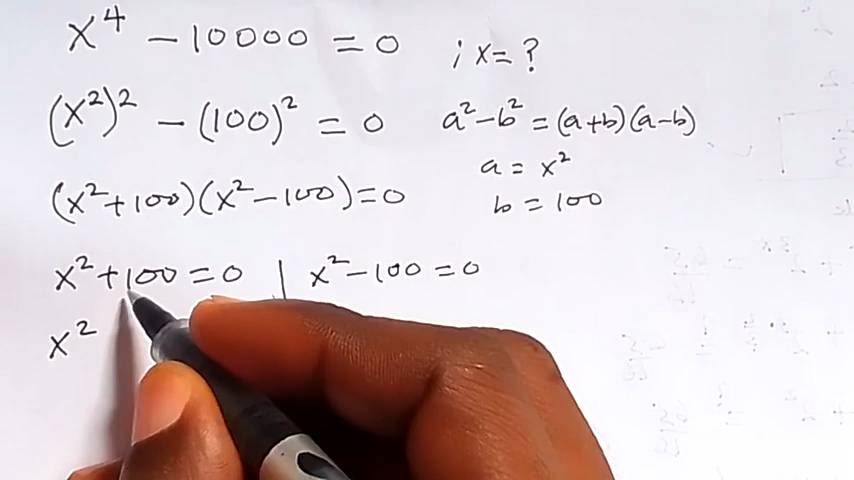 x⁴ - 10000 = 0 ; x = ?
(x²)² - (100)² = 0 a² - b² = (a+b)(a-b)
a = x²
(x² + 100)(x² - 100) = 0 b = 100
x² + 100 = 0 | x² - 100 = 0
x²